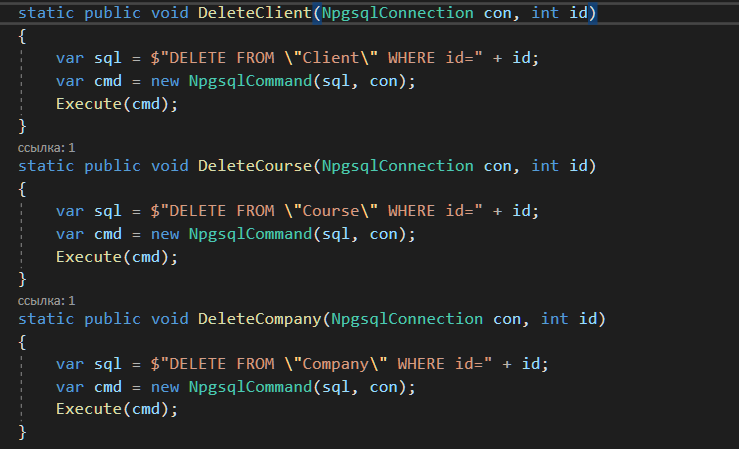 static public void DeleteClient(NpgsqlConnection con, int id)
{
var sql = $"DELETE FROM \"Client\" WHERE id=" + id;
var cmd = new NpgsqlCommand(sql, con);
Execute(cmd);
}
ссылка: 1
static public void DeleteCourse(NpgsqlConnection con, int id)
{
var sql = $"DELETE FROM \"Course\" WHERE id=" + id;
var cmd = new NpgsqlCommand(sql, con);
Execute(cmd);
}
ссылка: 1
static public void DeleteCompany(NpgsqlConnection con, int id)
{
var sql = $"DELETE FROM \"Company\" WHERE id=" + id;
var cmd = new NpgsqlCommand(sql, con);
Execute(cmd);
}